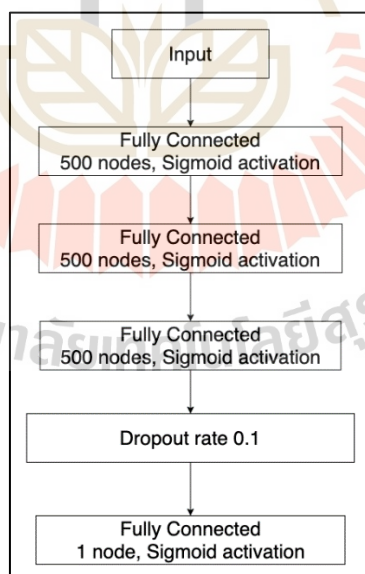 Input
Fully Connected
500 nodes, Sigmoid activation
Fully Connected
500 nodes, Sigmoid activation
Fully Connected
500 nodes, Sigmoid activation
Dropout rate 0.1
Fully Connected
1 node, Sigmoid activation